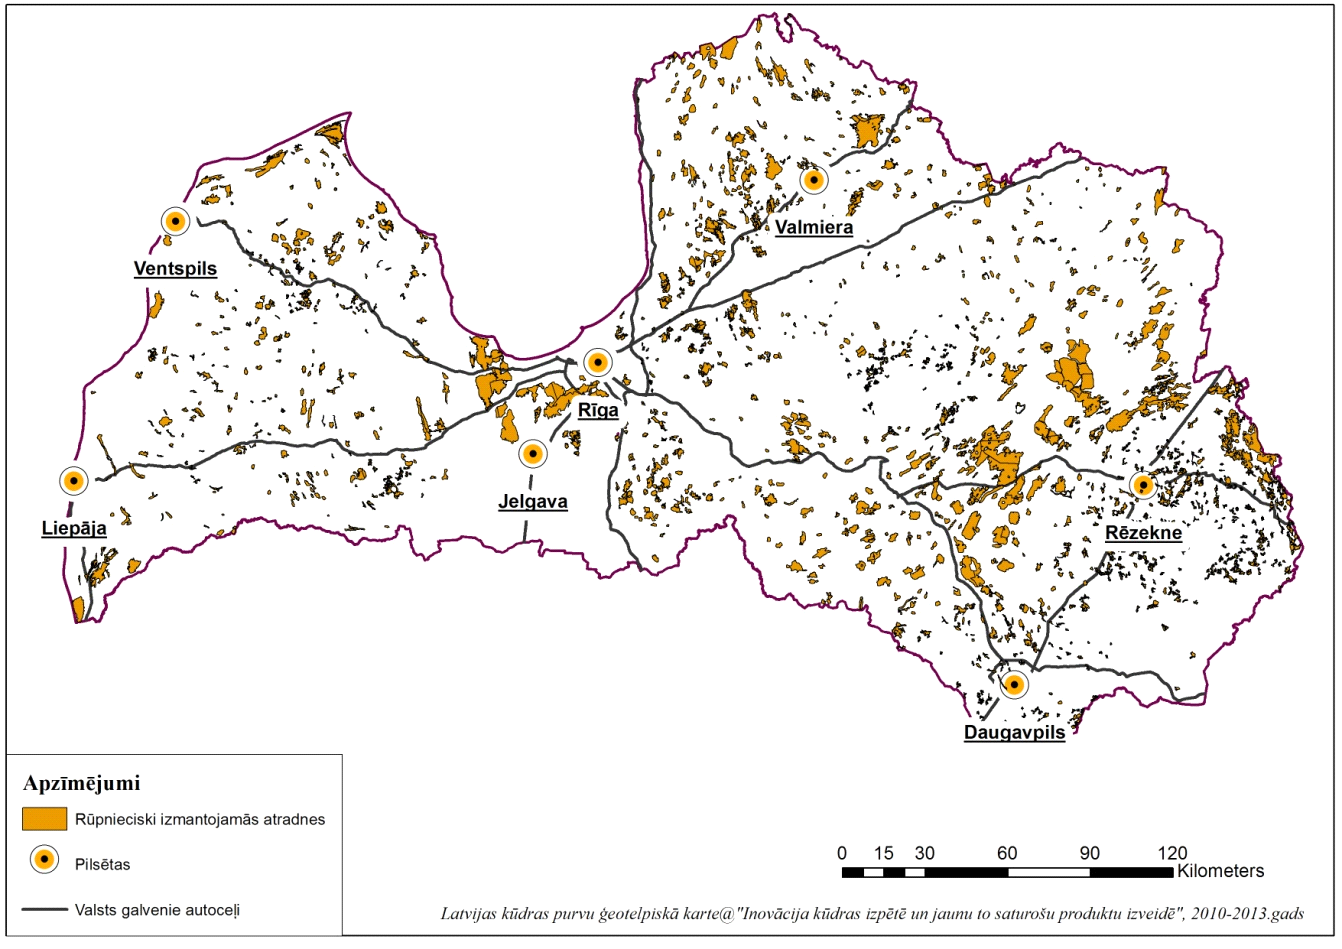 Valmiera
Ventspils
Rīga
Jelgava
Liepāja
Rēzekne
Daugavpils
Apzīmējumi
Rūpnieciski izmantojamās atradnes
Pilsētas
Valsts galvenie autoceļi
0 15 30 60 90 120
Kilometers
Latvijas kūdras purvu ģeotelpiskā karte@"Inovācija kūdras izpētē un jaunu to saturošu produktu izveidē", 2010-2013.gads